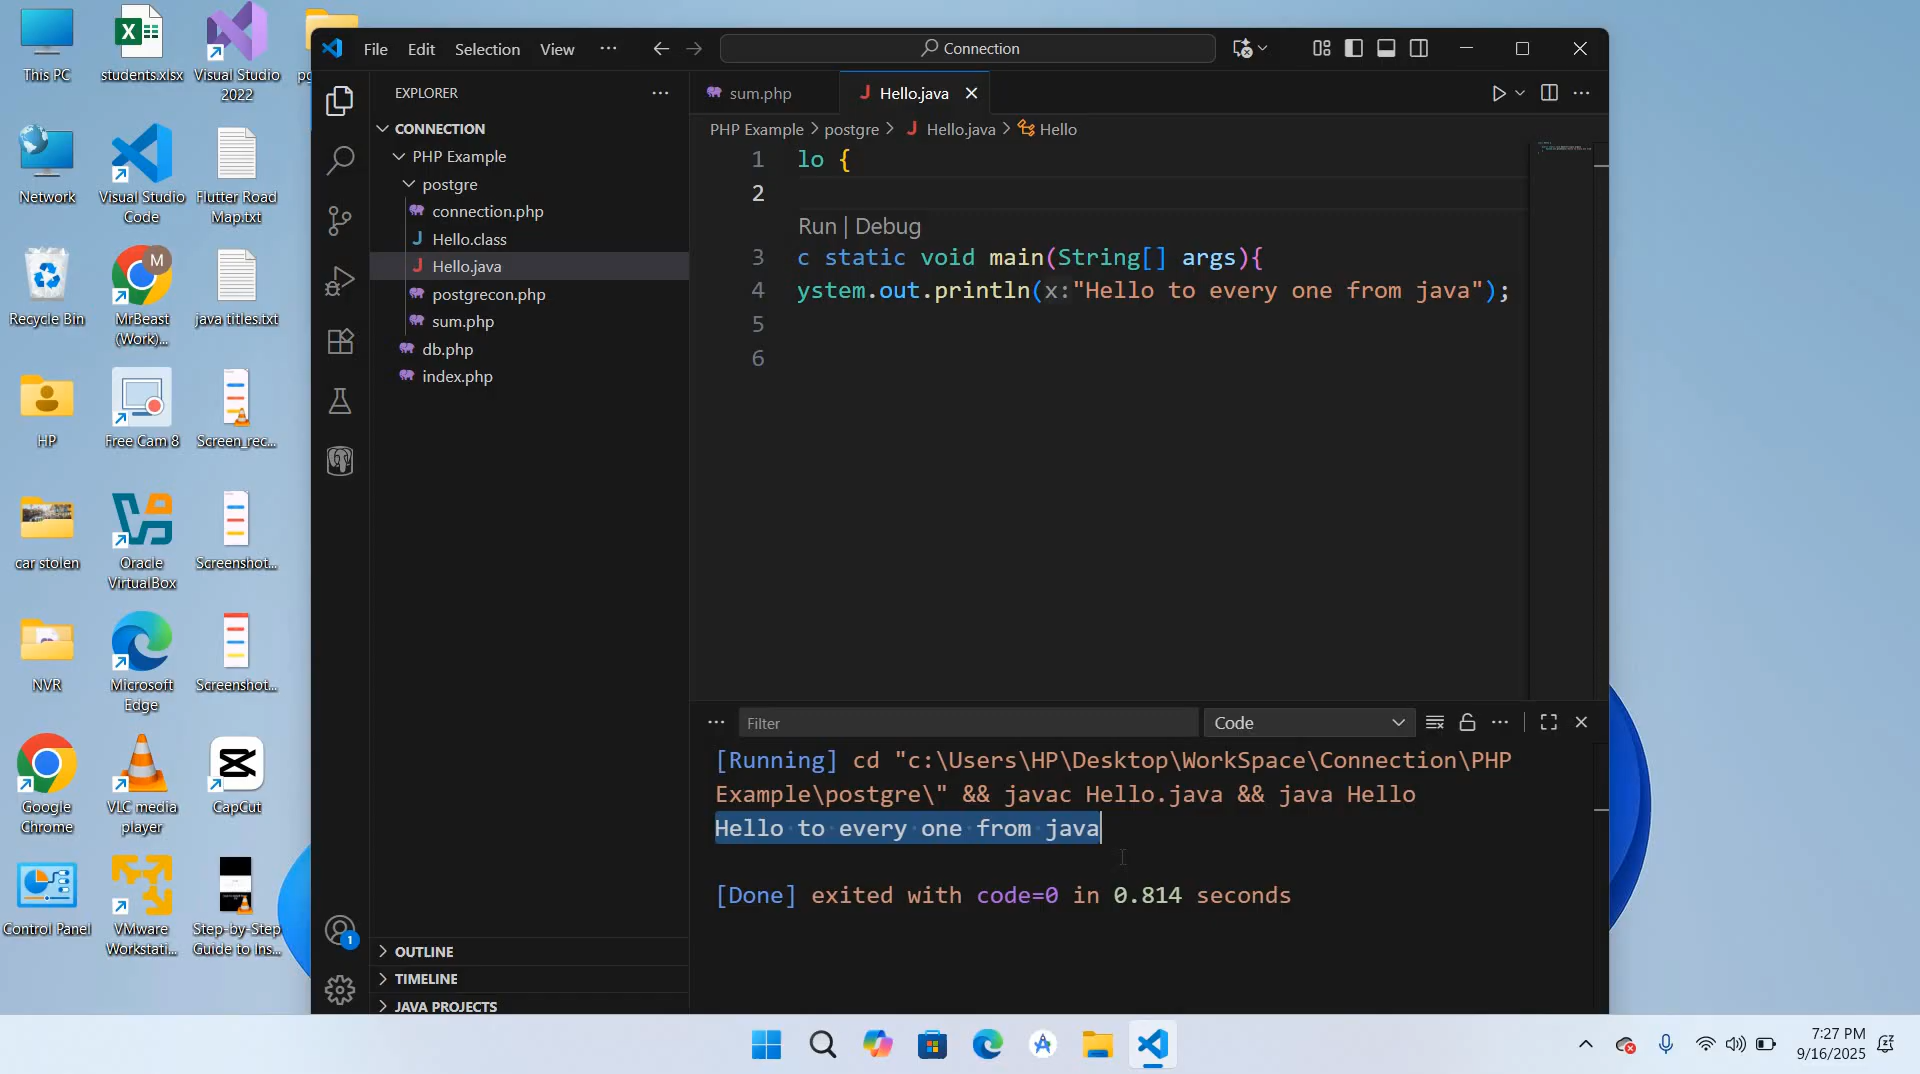 This PC
students.xlsx
Visual Studio
2022
Network
Visual Studio
Code
Flutter Road
Map.txt
Recycle Bin
MrBeast
(Work)...
java titles.txt
HP
Free Cam 8
Screen_rec...
car stolen
Oracle
VirtualBox
Screenshot...
NVR
Microsoft
Edge
Screenshot...
Google
Chrome
VLC media
player
CapCut
Control Panel
VMware
Workstati...
Step-by-Step
Guide to Ins...
File Edit Selection View ···
Connection
EXPLORER
CONNECTION
PHP Example
postgre
connection.php
Hello.class
Hello.java
postgrecon.php
sum.php
db.php
index.php
OUTLINE
TIMELINE
JAVA PROJECTS
1
sum.php
Hello.java
PHP Example > postgre > Hello.java > Hello
1 lo {
2
Run | Debug
3 c static void main(String[] args){
4 ystem.out.println(x:"Hello to every one from java");
5
6
Filter
Code
[Running] cd "c:\Users\HP\Desktop\WorkSpace\Connection\PHP
Example\postgre\" && javac Hello.java && java Hello
Hello to every one from java
[Done] exited with code=0 in 0.814 seconds
7:27 PM
9/16/2025